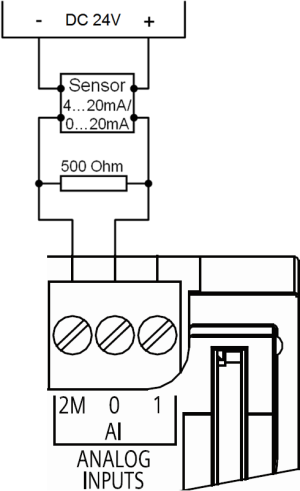 - DC 24V +
Sensor
4...20mA/
0...20mA
500 Ohm
2M 0 1
AI
ANALOG
INPUTS